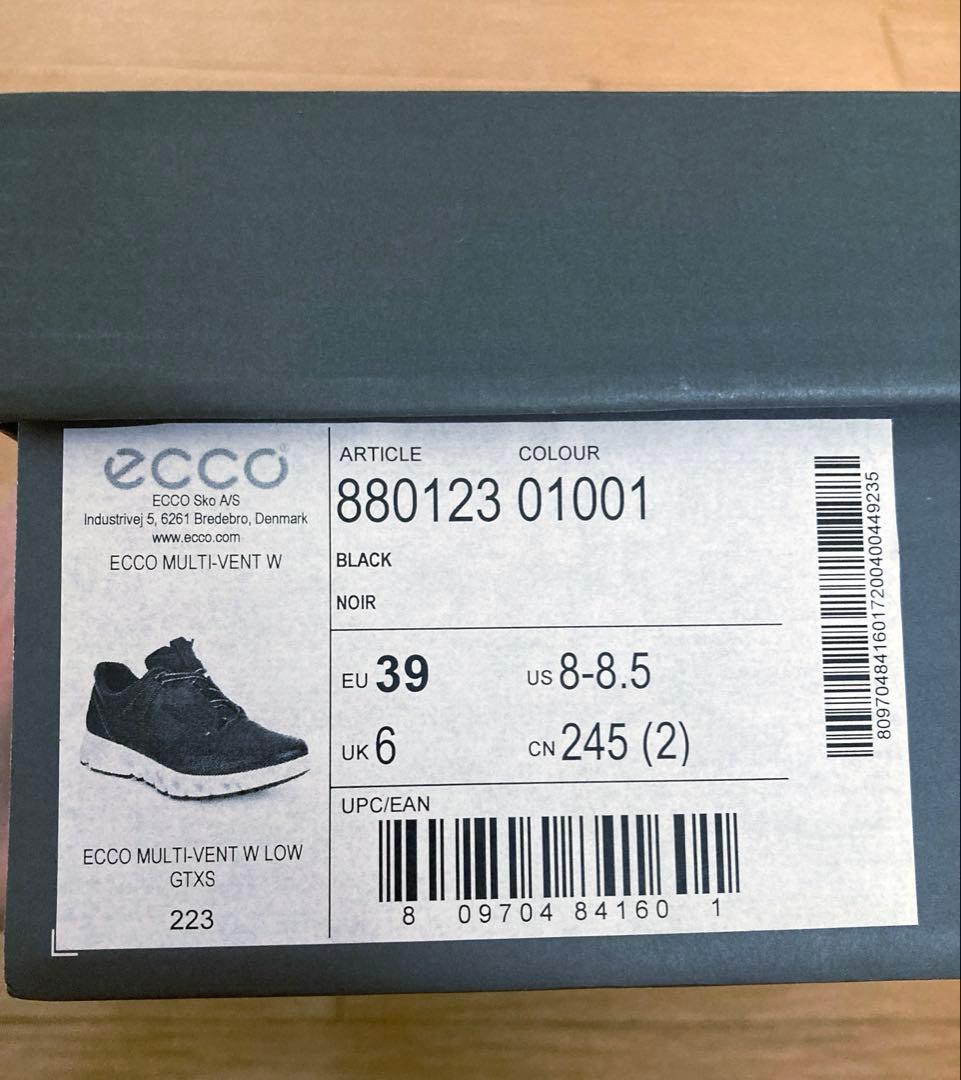 ecco®
ECCO Sko A/S
Industrivej 5, 6261 Bredebro, Denmark
www.ecco.com
ECCO MULTI-VENT W
ECCO MULTI-VENT W LOW
GTXS
223
ARTICLE COLOUR
880123 01001
BLACK
NOIR
EU 39 US 8-8.5
UK 6 CN 245 (2)
UPC/EAN
8 09704 84160 1
8097048416017200400449235